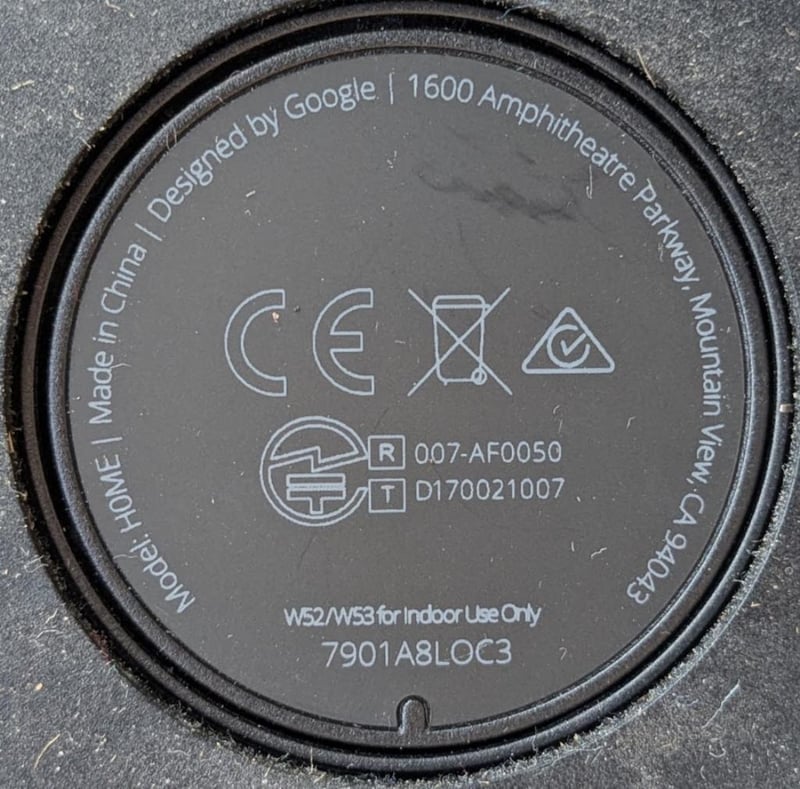 Model: HOME | Made in China | Designed by Google | 1600 Amphitheatre Parkway, Mountain View, CA 94043
CE
R 007-AF0050
T D170021007
W52/W53 for Indoor Use Only
7901A8LOC3